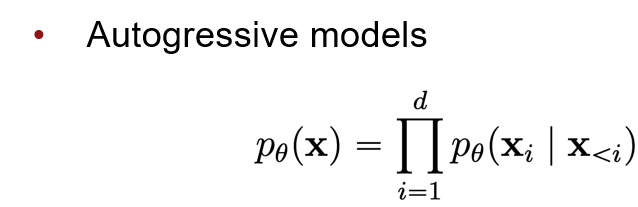 • Autogressive models
p_θ(𝐱) = ∏_{i=1}^{d} p_θ(𝐱_i | 𝐱_{<i})